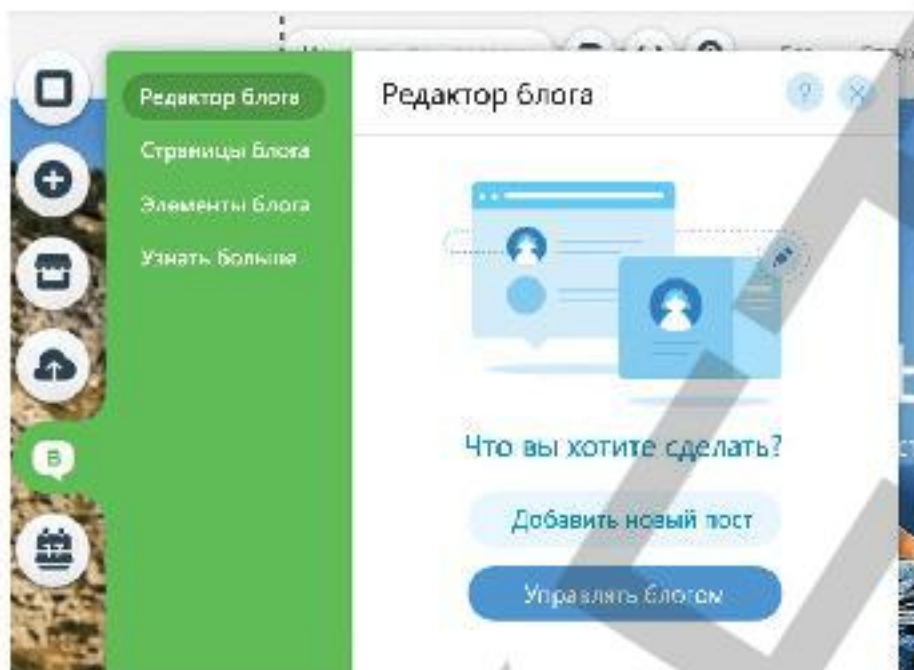 Редактор блога
Страницы блога
Элементы блога
Узнать больше
Редактор блога
?
Что вы хотите сделать?
Добавить новый пост
Управлять блогом
B
17